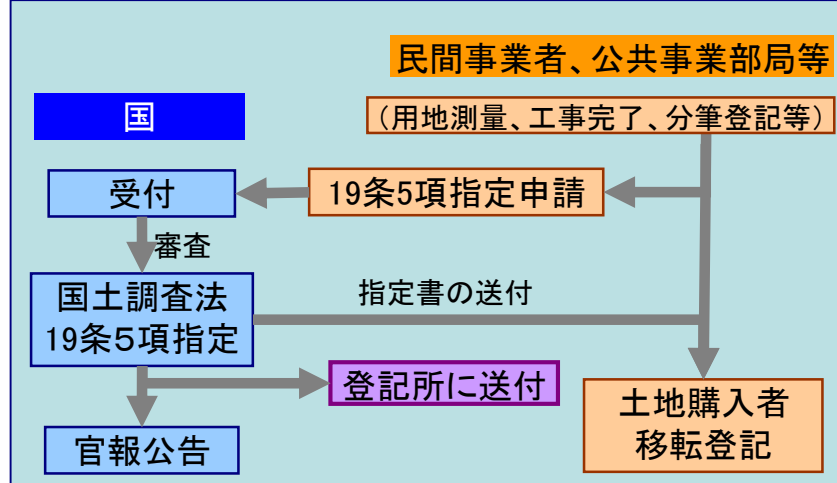 民間事業者、公共事業部局等
国
（用地測量、工事完了、分筆登記等）
受付
19条5項指定申請
審査
国土調査法
19条５項指定
指定書の送付
登記所に送付
土地購入者
移転登記
官報公告